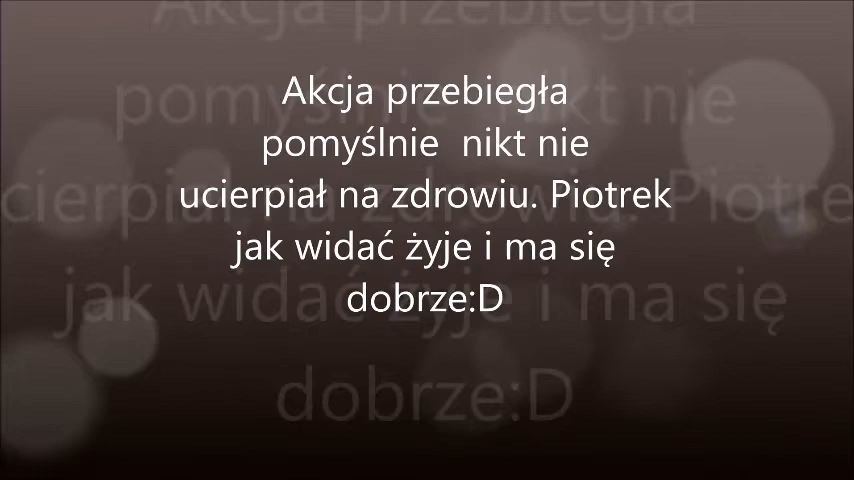 Akcja przebiegła
pomyślnie  nikt nie
ucierpiał na zdrowiu. Piotrek
jak widać żyje i ma się
dobrze:D